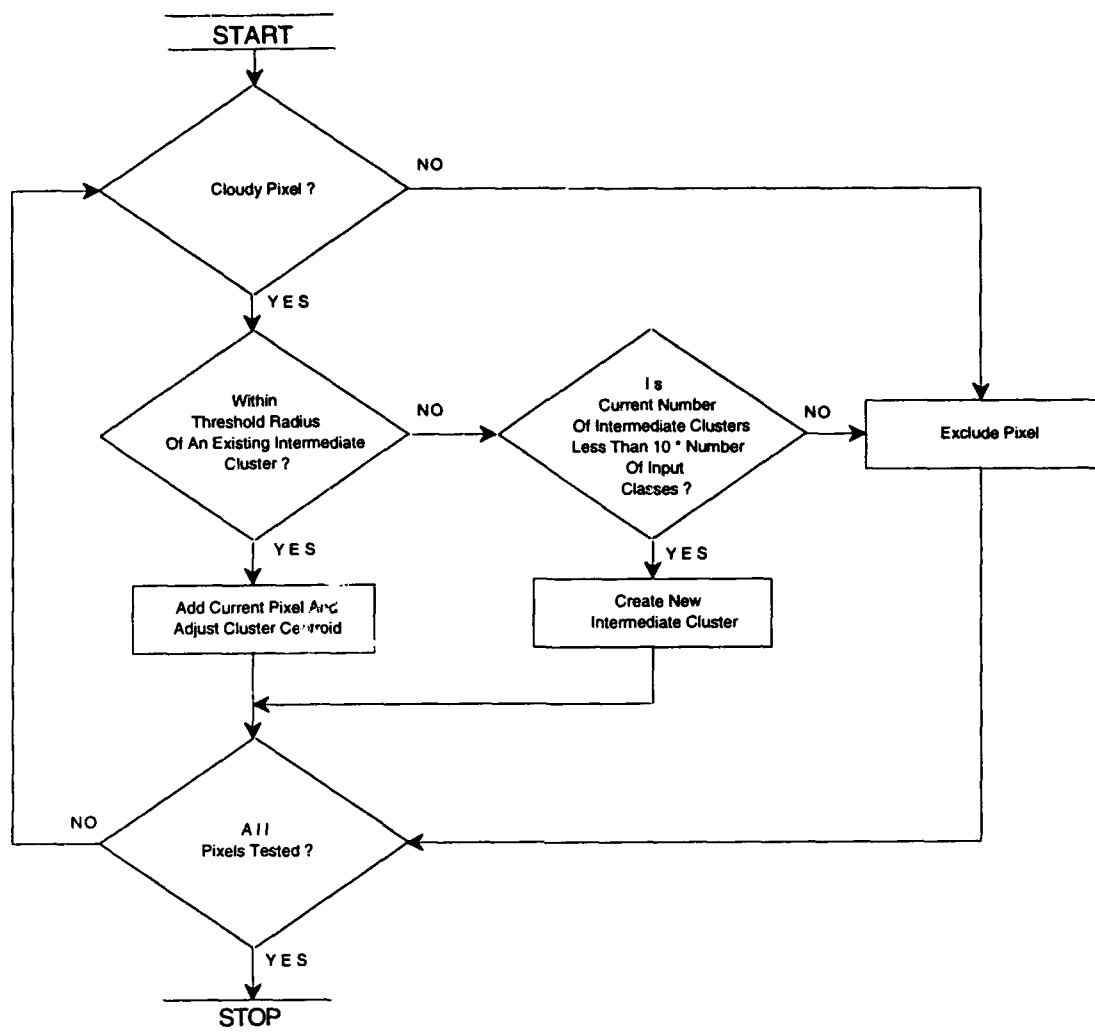 START
Cloudy Pixel ?
NO
YES
Within
Threshold Radius
Of An Existing Intermediate
Cluster ?
NO
Is
Current Number
Of Intermediate Clusters
Less Than 10 * Number
Of Input
Classes ?
NO
Exclude Pixel
YES
YES
Add Current Pixel And
Adjust Cluster Centroid
Create New
Intermediate Cluster
NO
All
Pixels Tested ?
YES
STOP